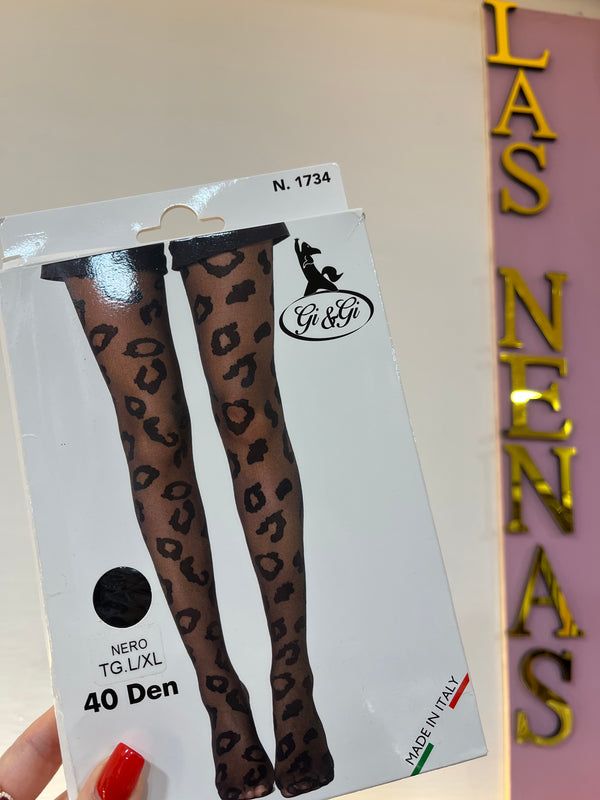 N. 1734
Gi & Gi
NERO
TG.L/XL
40 Den
MADE IN ITALY
LAS NENAS